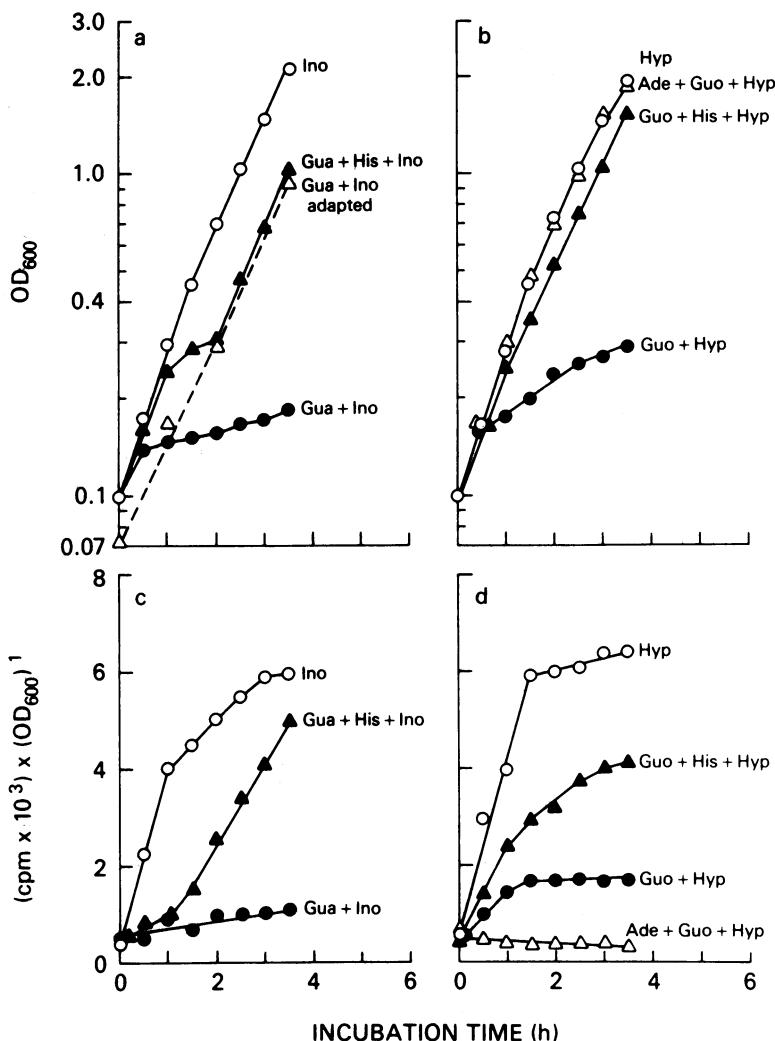 a
3.0
2.0
1.0
0.4
0.1
0.07
OD600
Ino
Gua + His + Ino
Gua + Ino
adapted
Gua + Ino
b
Hyp
Ade + Guo + Hyp
Guo + His + Hyp
Guo + Hyp
c
8
6
4
2
0
(cpm x 10³) x (OD600)¹
Ino
Gua + His + Ino
Gua + Ino
0 2 4 6
d
Hyp
Guo + His + Hyp
Guo + Hyp
Ade + Guo + Hyp
0 2 4 6
INCUBATION TIME (h)